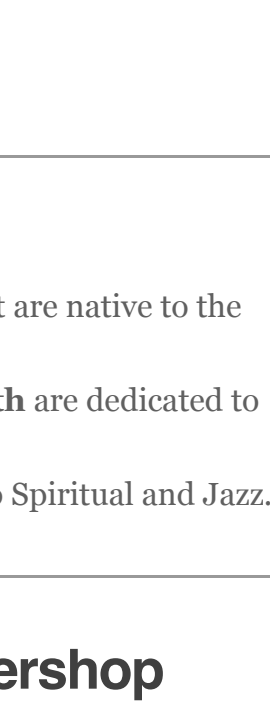 t are native to the
th are dedicated to
o Spiritual and Jazz.
ershop